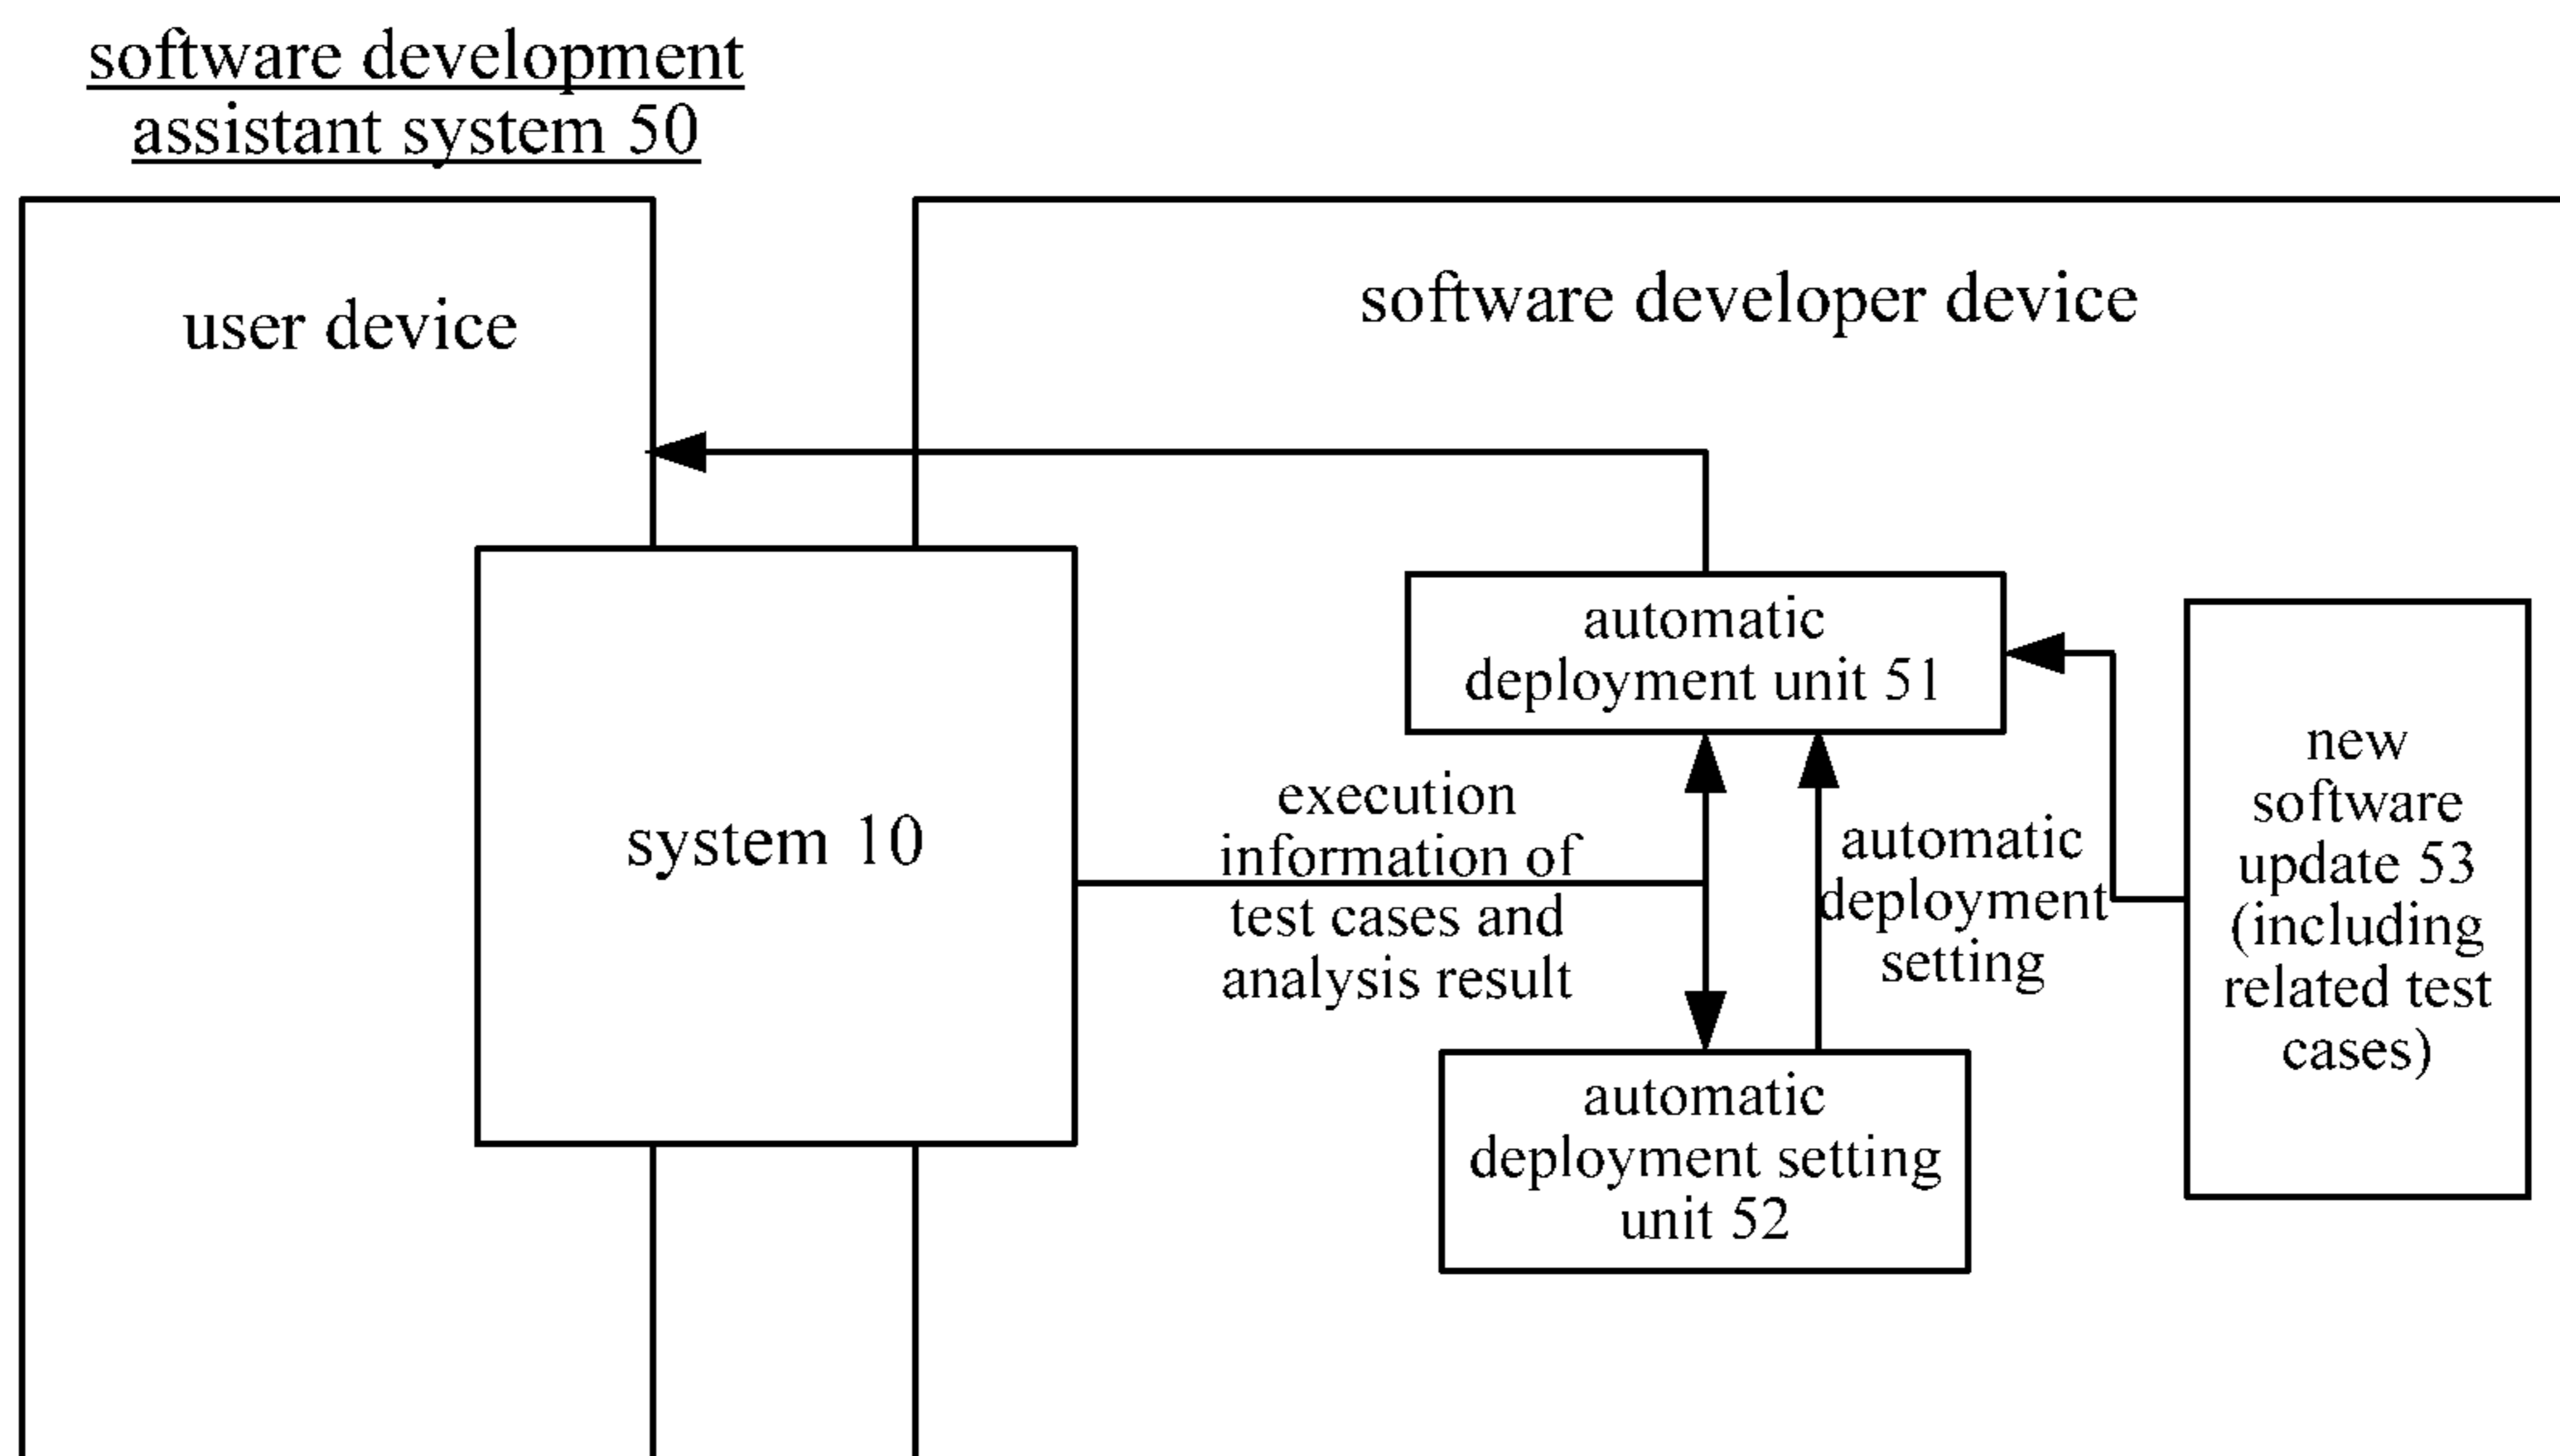 software development
assistant system 50
user device
software developer device
system 10
execution
information of
test cases and
analysis result
automatic
deployment unit 51
automatic
deployment
setting
automatic
deployment setting
unit 52
new
software
update 53
(including
related test
cases)